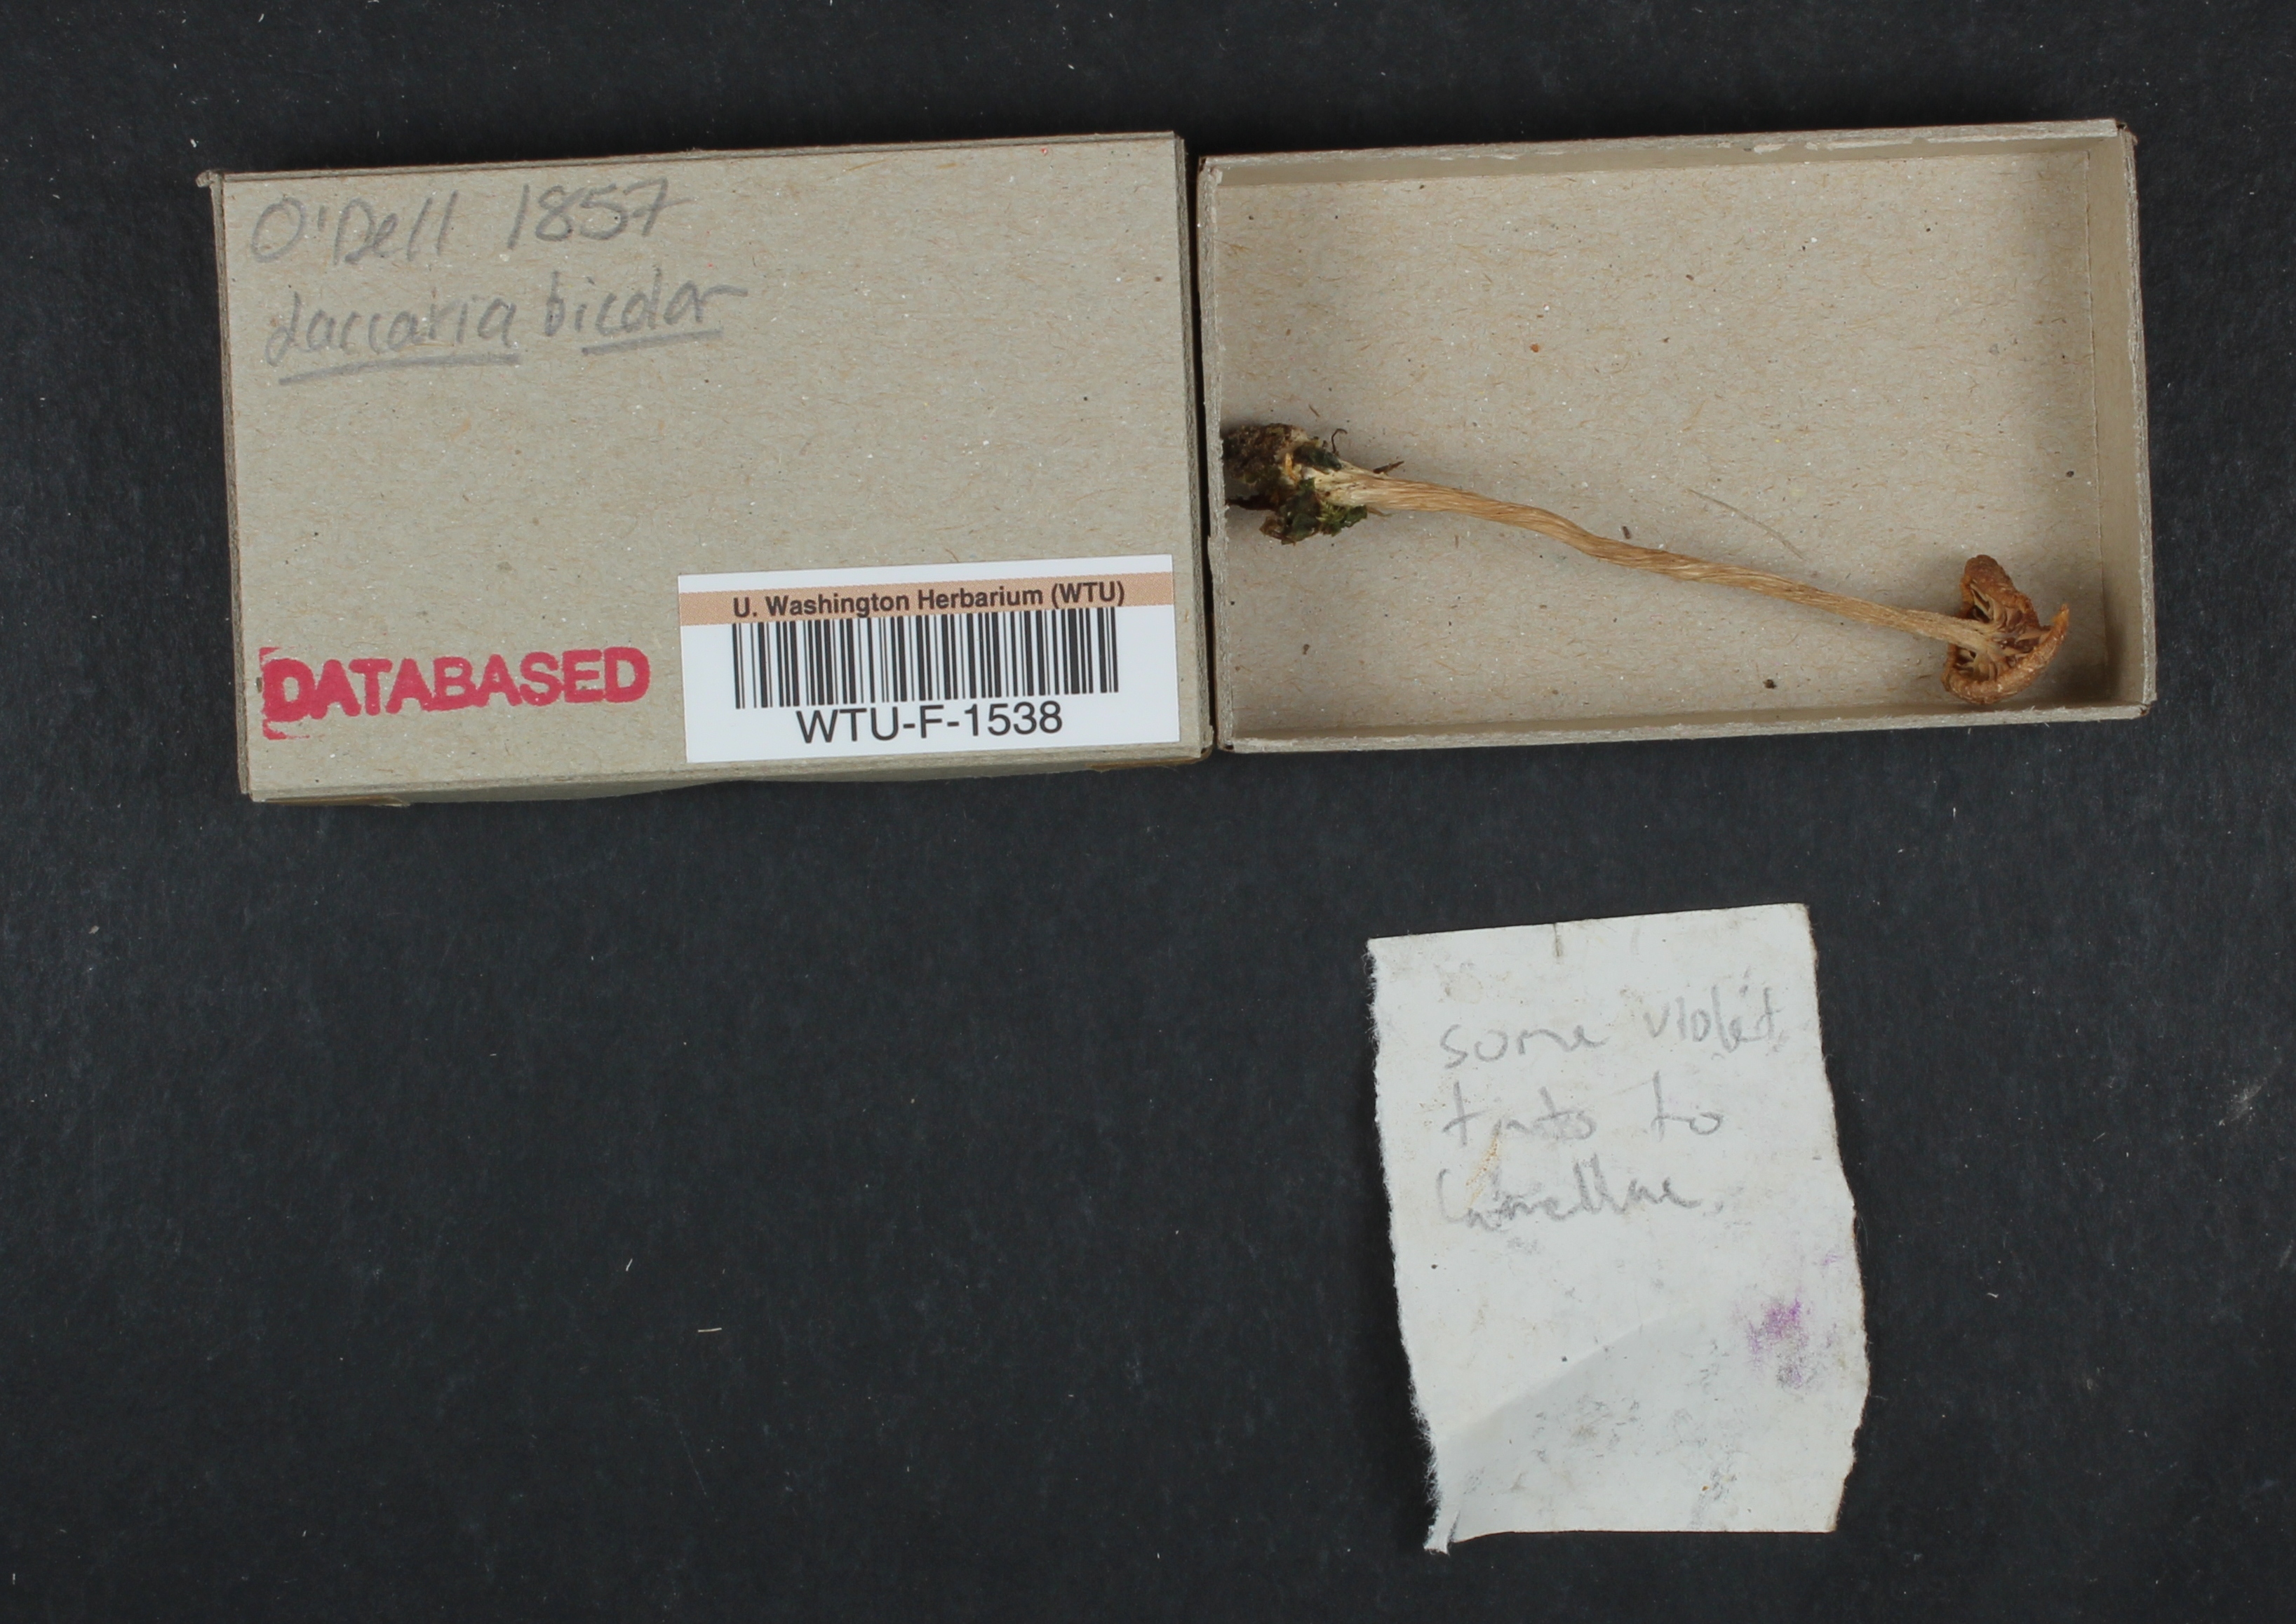 O'Dell 1857
Laccaria bicolor
DATABASED
U. Washington Herbarium (WTU)
WTU-F-1538
some violet
tints to
lamellae.